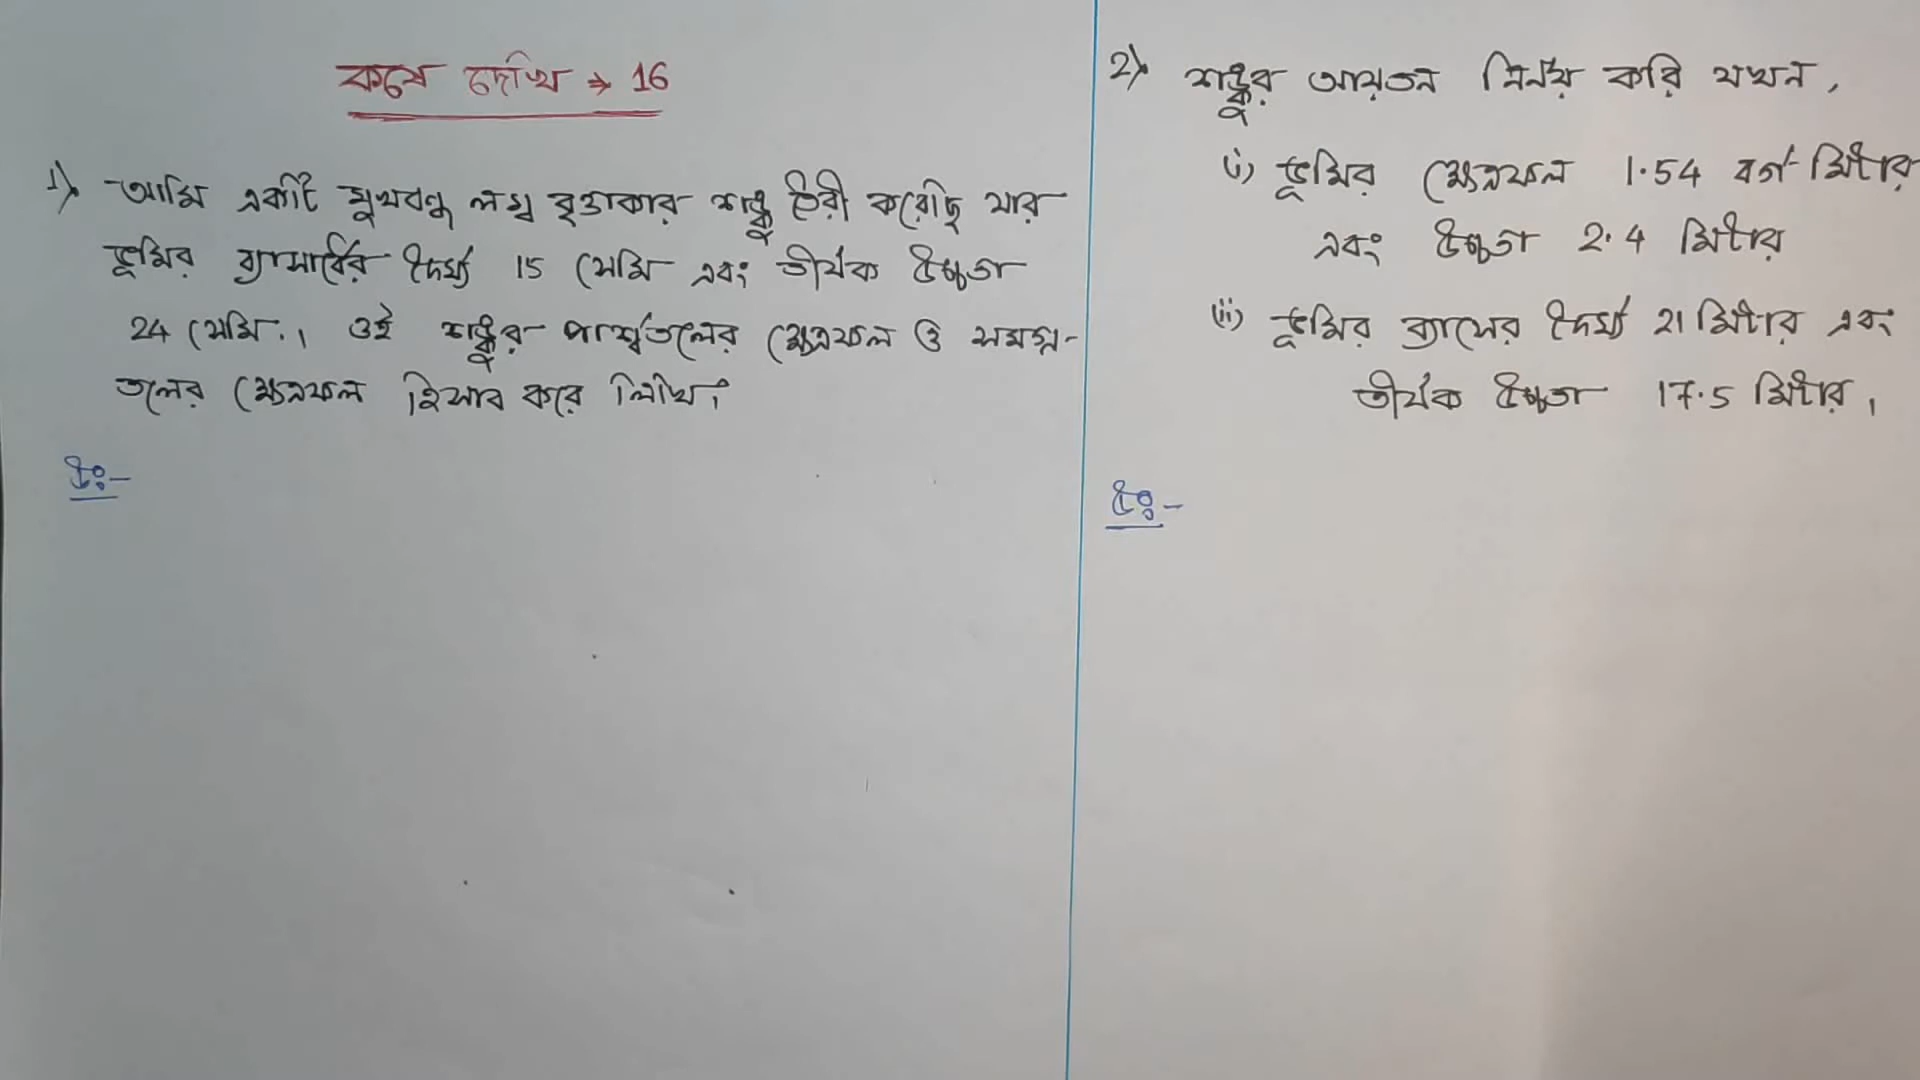 কষে দেখি → 16
1) আমি একটি মুখবন্ধ লম্ব বৃত্তাকার শঙ্কু তৈরী করেছি যার
ভূমির ব্যাসার্ধের দৈর্ঘ্য 15 সেমি এবং তীর্যক উচ্চতা
24 সেমি.। ওই শঙ্কুর পার্শ্বতলের ক্ষেত্রফল ও সমগ্র-
তলের ক্ষেত্রফল হিসাব করে লিখি।
উঃ-
2) শঙ্কুর আয়তন নির্ণয় করি যখন,
(i) ভূমির ক্ষেত্রফল 1.54 বর্গ মিটার
এবং উচ্চতা 2.4 মিটার
(ii) ভূমির ব্যাসের দৈর্ঘ্য 21 মিটার এবং
তীর্যক উচ্চতা 17.5 মিটার।
উঃ-